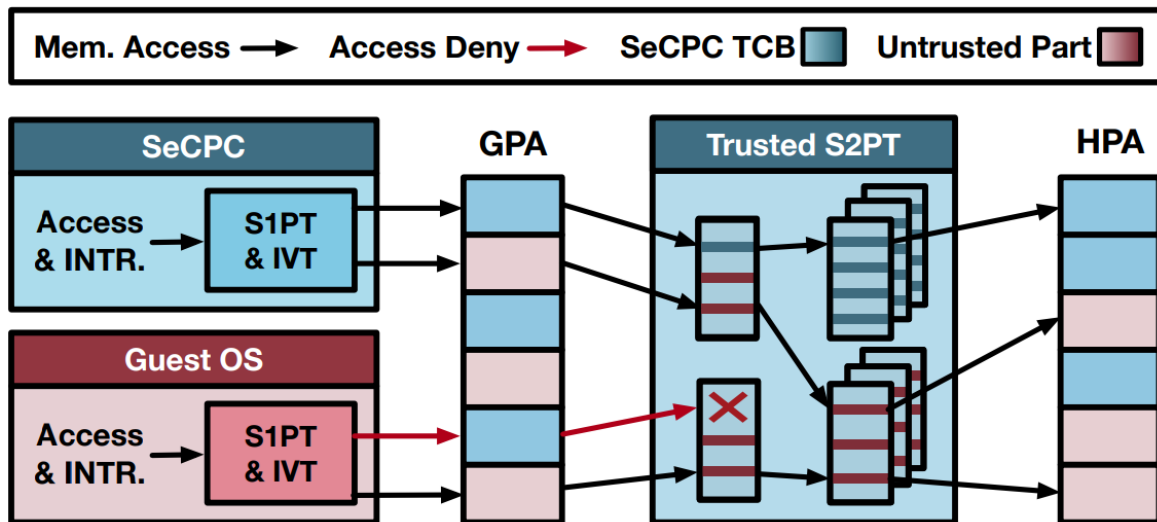 Mem. Access Access Deny SeCPC TCB Untrusted Part
SeCPC
GPA
Trusted S2PT
HPA
Access
& INTR.
S1PT
& IVT
Guest OS
Access
& INTR.
S1PT
& IVT